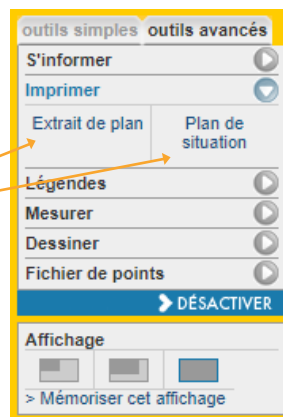 outils simples outils avancés
S'informer
Imprimer
Extrait de plan Plan de
situation
Légendes
Mesurer
Dessiner
Fichier de points
DÉSACTIVER
Affichage
> Mémoriser cet affichage